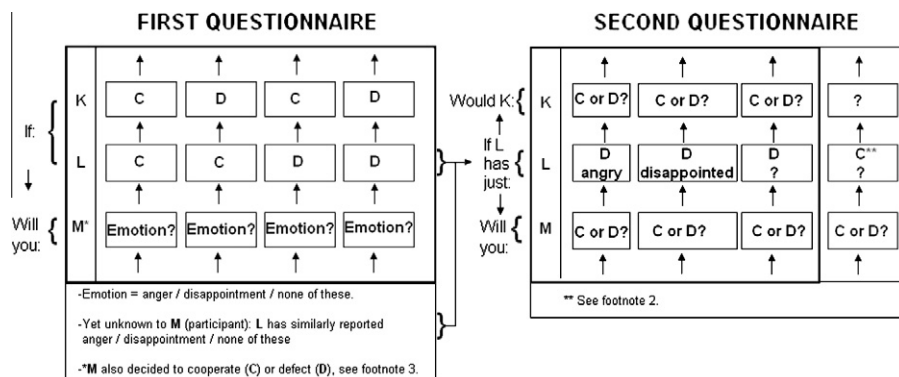 FIRST QUESTIONNAIRE
SECOND QUESTIONNAIRE
If:
K
C
D
C
D
L
C
C
D
D
Will you:
M*
Emotion?
Emotion?
Emotion?
Emotion?
-Emotion = anger / disappointment / none of these.
-Yet unknown to M (participant): L has similarly reported
anger / disappointment / none of these
-*M also decided to cooperate (C) or defect (D), see footnote 3.
Would K:
K
C or D?
C or D?
C or D?
?
If L
has
just:
L
D
angry
D
disappointed
D
?
C**
?
Will
you:
M
C or D?
C or D?
C or D?
C or D?
** See footnote 2.